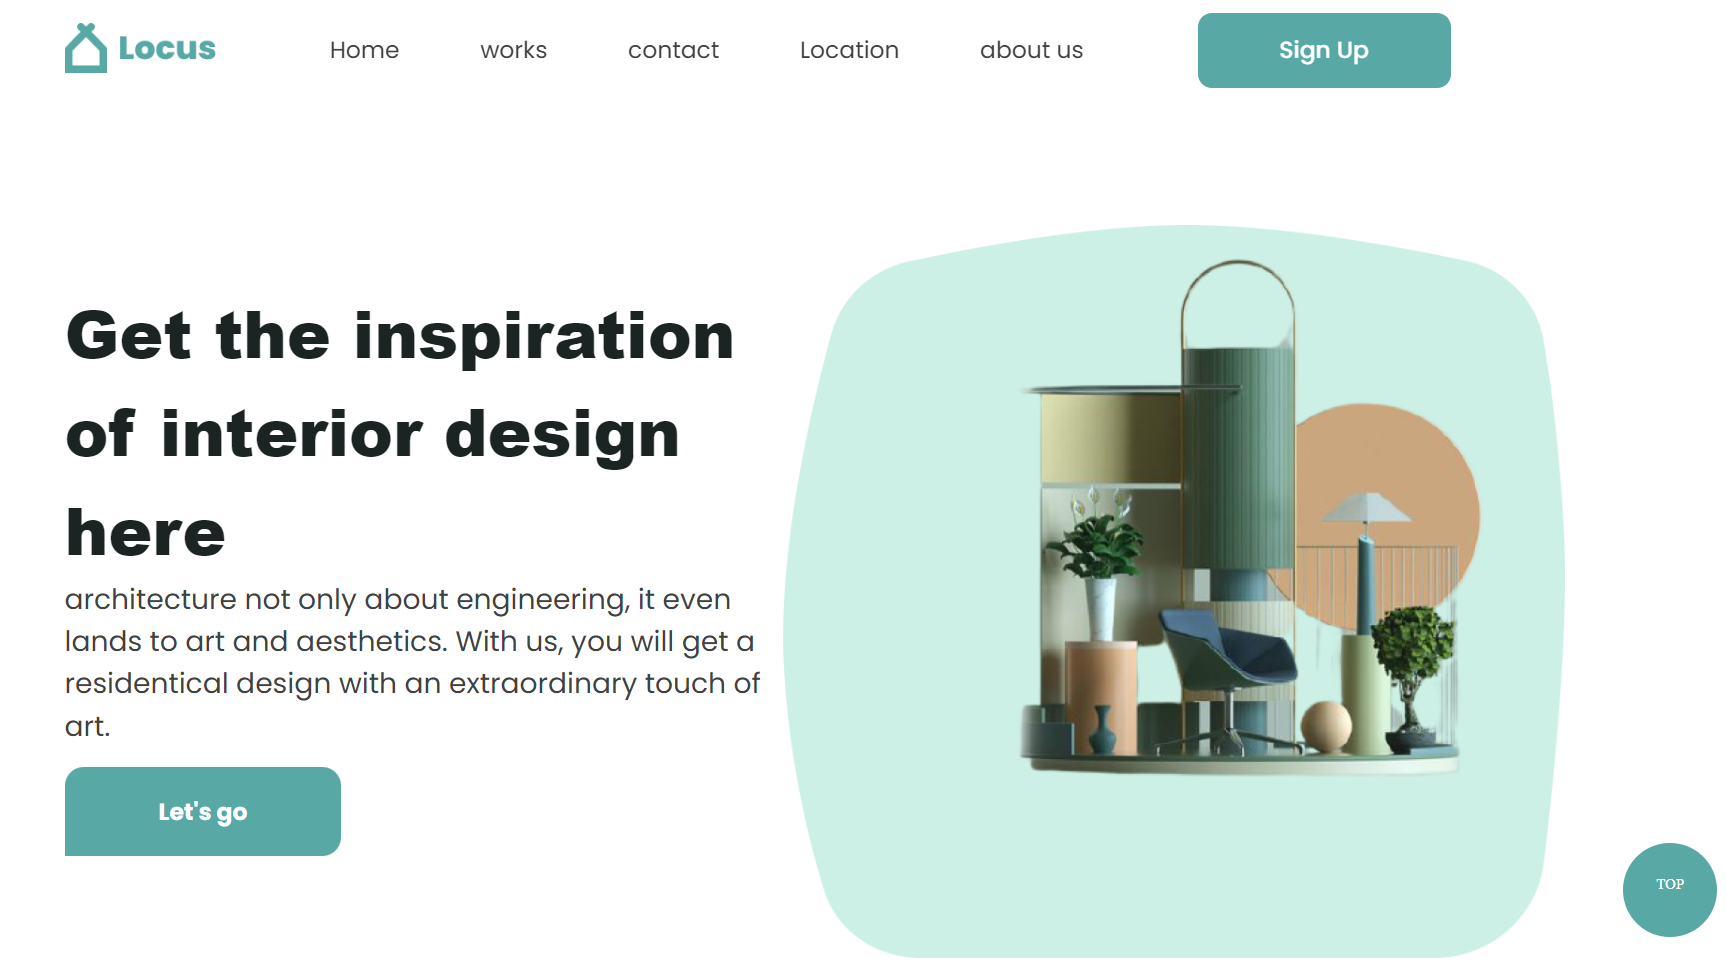 Locus
Home
works
contact
Location
about us
Sign Up
Get the inspiration
of interior design
here
architecture not only about engineering, it even
lands to art and aesthetics. With us, you will get a
residentical design with an extraordinary touch of
art.
Let's go
TOP